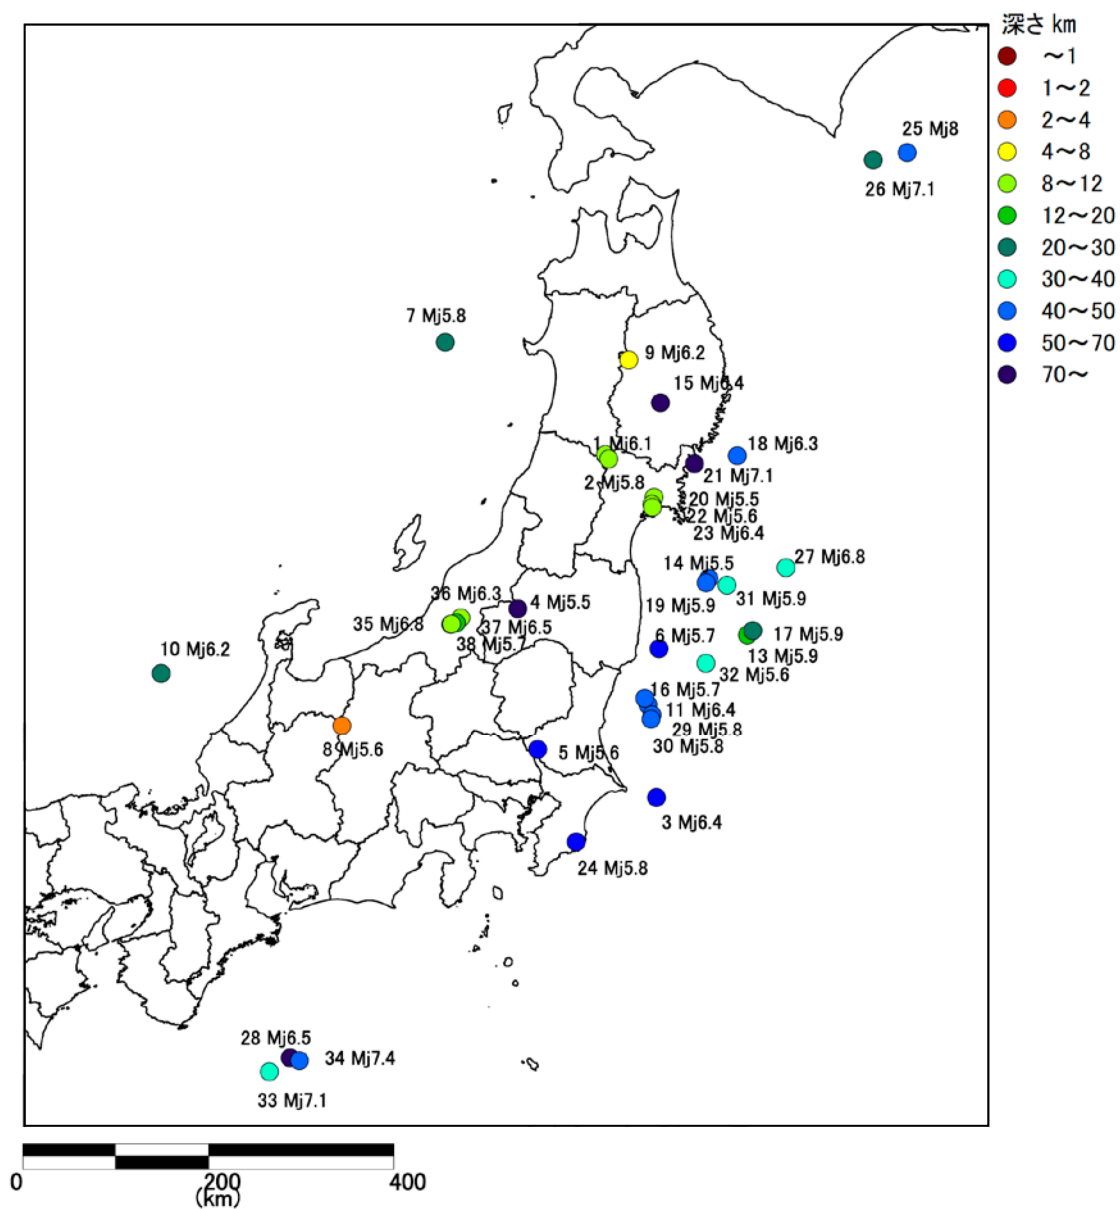 深さ km
～1
1～2
2～4
4～8
8～12
12～20
20～30
30～40
40～50
50～70
70～
25 Mj8
26 Mj7.1
7 Mj5.8
9 Mj6.2
15 Mj6.4
1 Mj6.1
18 Mj6.3
2 Mj5.8
21 Mj7.1
20 Mj5.5
22 Mj5.6
23 Mj6.4
14 Mj5.5
27 Mj6.8
36 Mj6.3
4 Mj5.5
19 Mj5.9
31 Mj5.9
35 Mj6.8
37 Mj6.5
38 Mj5.7
6 Mj5.7
17 Mj5.9
13 Mj5.9
10 Mj6.2
32 Mj5.6
16 Mj5.7
11 Mj6.4
29 Mj5.8
30 Mj5.8
8 Mj5.6
5 Mj5.6
3 Mj6.4
24 Mj5.8
28 Mj6.5
34 Mj7.4
33 Mj7.1
0 200 400
(km)